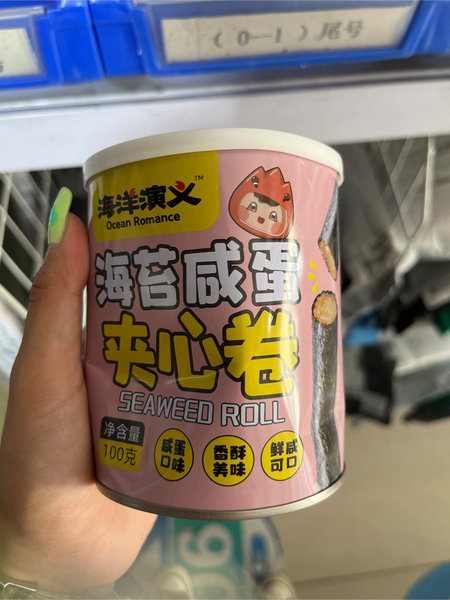 （0—1）尾号
海洋演义™
Ocean Romance
海苔咸蛋
夹心卷
SEAWEED ROLL
净含量
100克
咸蛋
口味
香酥
美味
鲜咸
可口